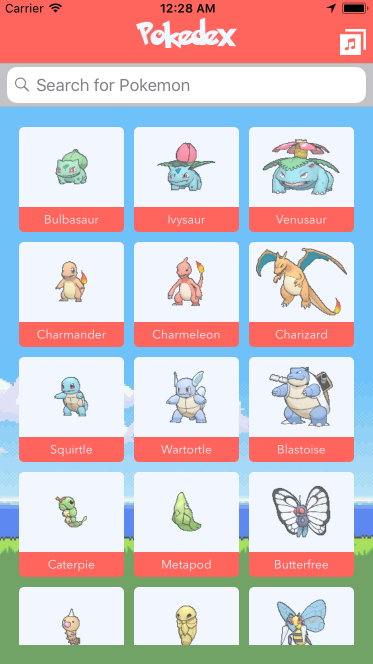 Carrier 12:28 AM
Pokedex
Search for Pokemon
Bulbasaur Ivysaur Venusaur
Charmander Charmeleon Charizard
Squirtle Wartortle Blastoise
Caterpie Metapod Butterfree